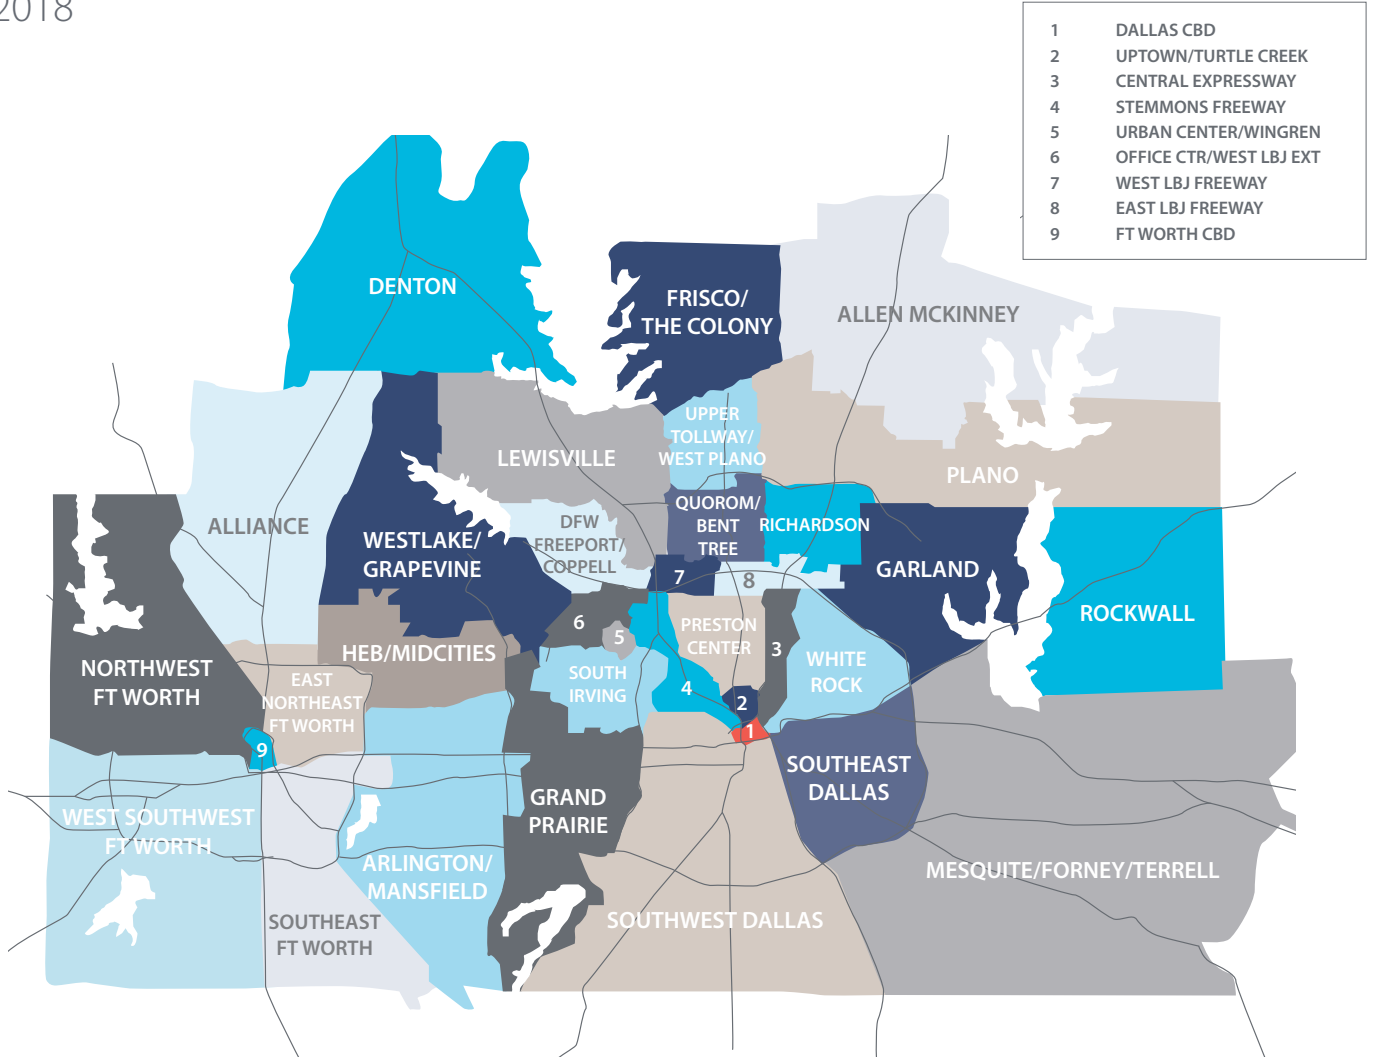 2018
1 DALLAS CBD
2 UPTOWN/TURTLE CREEK
3 CENTRAL EXPRESSWAY
4 STEMMONS FREEWAY
5 URBAN CENTER/WINGREN
6 OFFICE CTR/WEST LBJ EXT
7 WEST LBJ FREEWAY
8 EAST LBJ FREEWAY
9 FT WORTH CBD
DENTON
FRISCO/
THE COLONY
ALLEN MCKINNEY
UPPER
TOLLWAY/
WEST PLANO
LEWISVILLE
PLANO
ALLIANCE
WESTLAKE/
GRAPEVINE
DFW
FREEPORT/
COPPELL
QUOROM/
BENT
TREE
RICHARDSON
GARLAND
7
8
ROCKWALL
NORTHWEST
FT WORTH
HEB/MIDCITIES
6
5
PRESTON
CENTER
3
WHITE
ROCK
EAST
NORTHEAST
FT WORTH
SOUTH
IRVING
4
2
1
9
SOUTHEAST
DALLAS
GRAND
PRAIRIE
WEST SOUTHWEST
FT WORTH
ARLINGTON/
MANSFIELD
MESQUITE/FORNEY/TERRELL
SOUTHEAST
FT WORTH
SOUTHWEST DALLAS